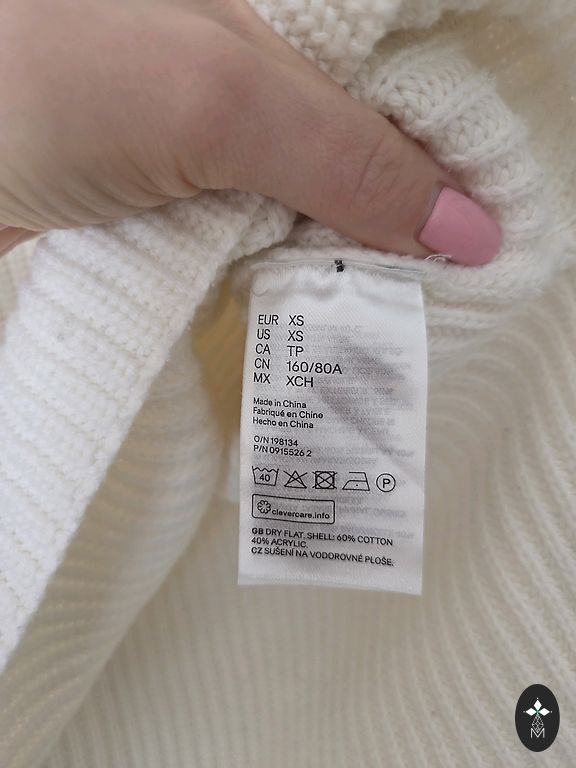 EUR XS
US XS
CA TP
CN 160/80A
MX XCH
Made in China
Fabriqué en Chine
Hecho en China
O/N 198134
P/N 0915526 2
40 P
clevercare.info
GB DRY FLAT. SHELL: 60% COTTON
40% ACRYLIC.
CZ SUŠENÍ NA VODOROVNÉ PLOŠE.
M